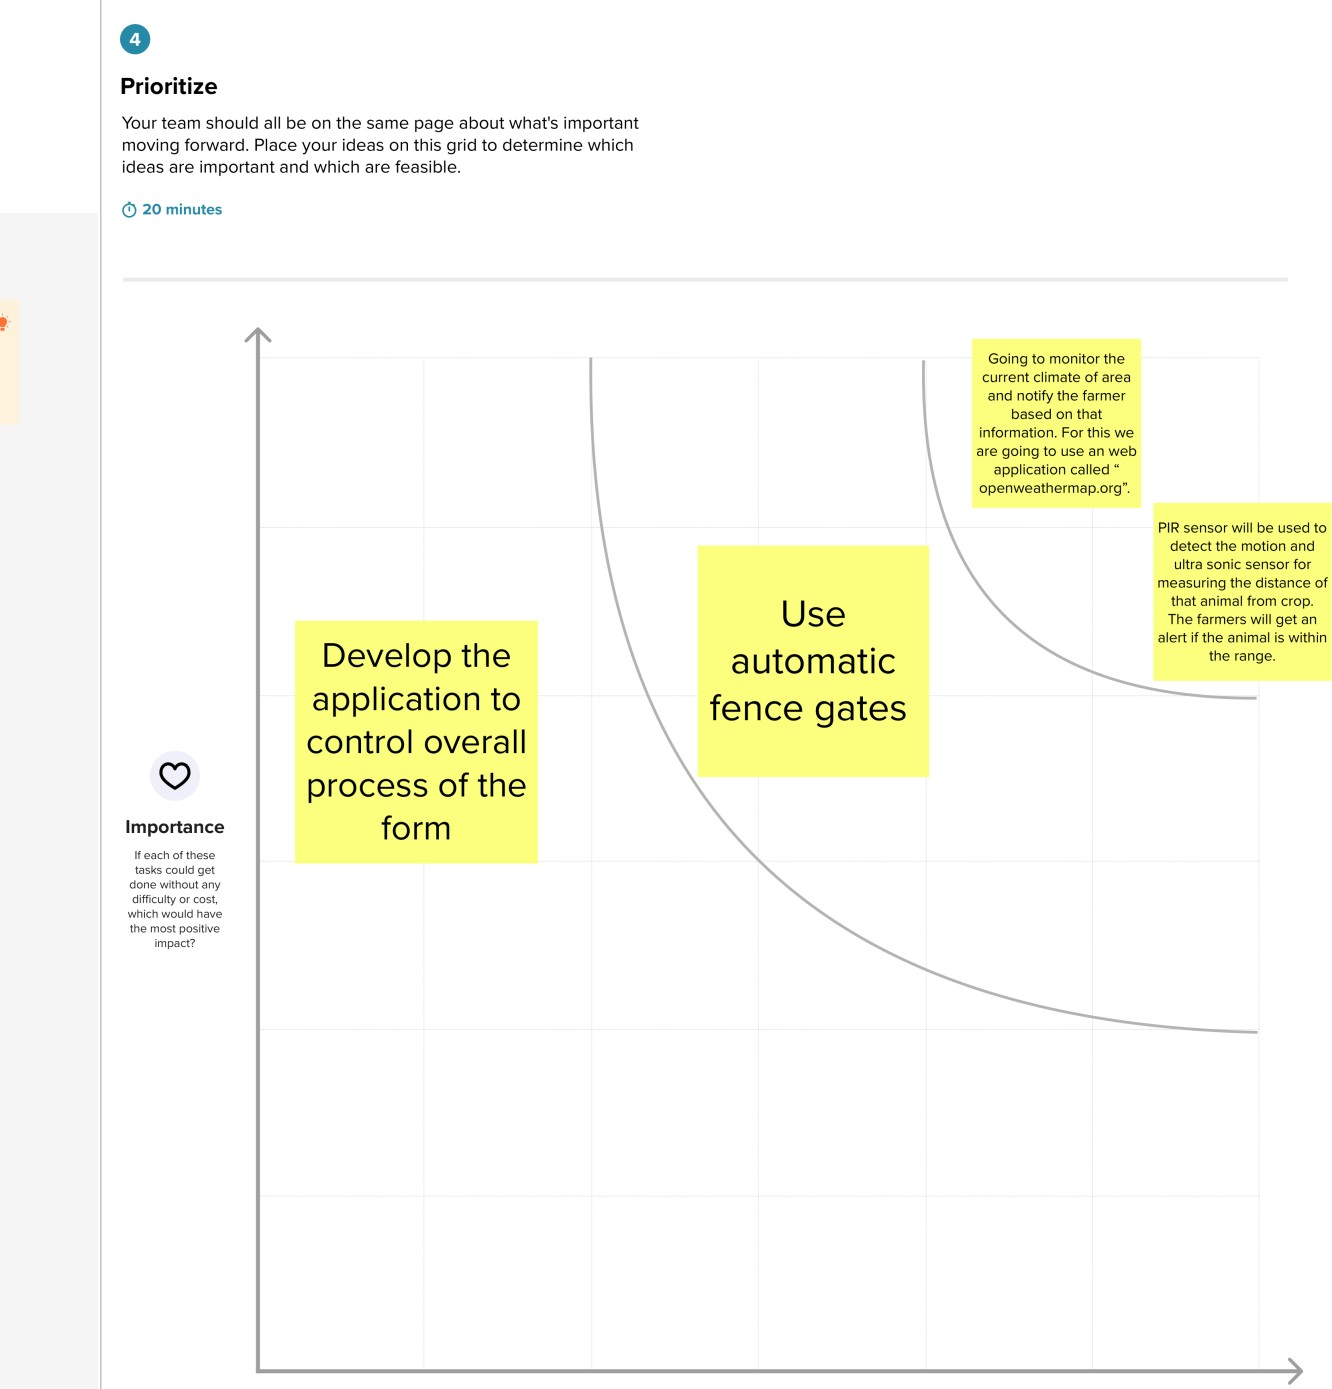 4
Prioritize
Your team should all be on the same page about what's important
moving forward. Place your ideas on this grid to determine which
ideas are important and which are feasible.
20 minutes
Going to monitor the
current climate of area
and notify the farmer
based on that
information. For this we
are going to use an web
application called “
openweathermap.org”.
PIR sensor will be used to
detect the motion and
ultra sonic sensor for
measuring the distance of
that animal from crop.
The farmers will get an
alert if the animal is within
the range.
Use
automatic
fence gates
Develop the
application to
control overall
process of the
form
Importance
If each of these
tasks could get
done without any
difficulty or cost,
which would have
the most positive
impact?